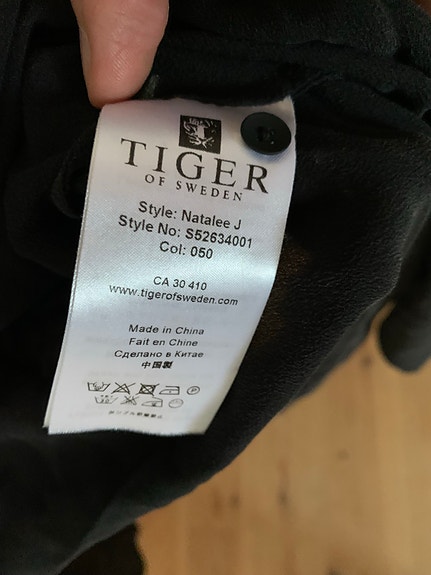 TIGER
OF SWEDEN
Style: Natalee J
Style No: S52634001
Col: 050
CA 30 410
www.tigerofsweden.com
Made in China
Fait en Chine
Сделано в Китае
中国製